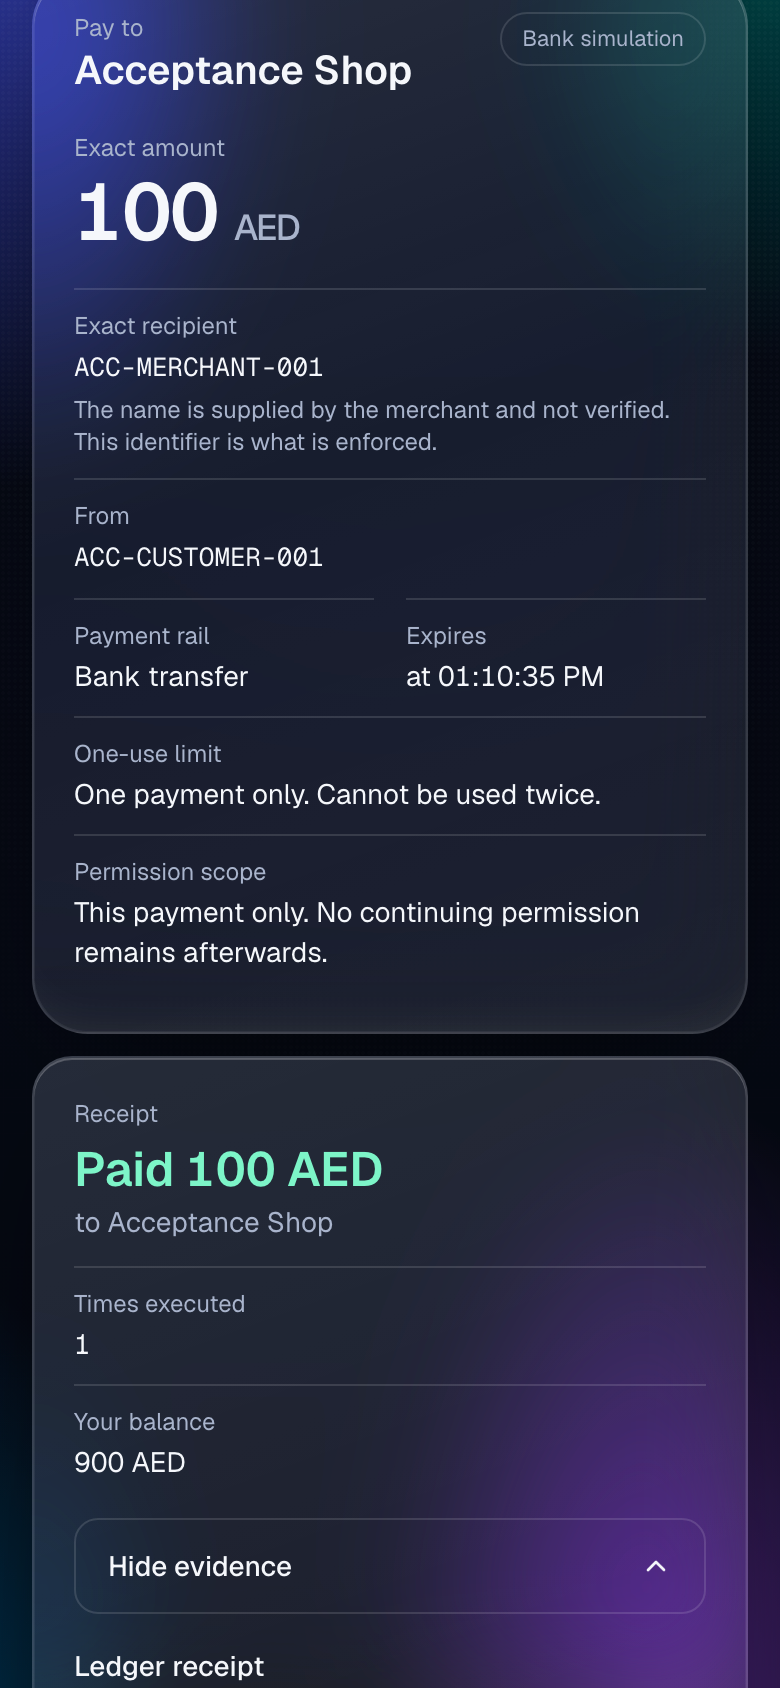 Pay to
Bank simulation
Acceptance Shop
Exact amount
100 AED
Exact recipient
ACC-MERCHANT-001
The name is supplied by the merchant and not verified.
This identifier is what is enforced.
From
ACC-CUSTOMER-001
Payment rail
Bank transfer
Expires
at 01:10:35 PM
One-use limit
One payment only. Cannot be used twice.
Permission scope
This payment only. No continuing permission
remains afterwards.
Receipt
Paid 100 AED
to Acceptance Shop
Times executed
1
Your balance
900 AED
Hide evidence
Ledger receipt